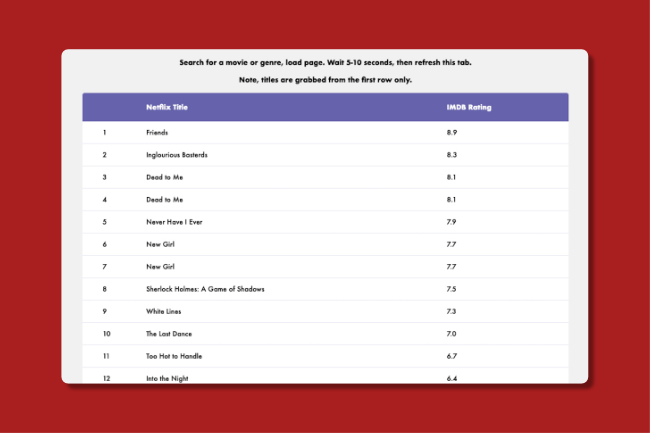 Search for a movie or genre, load page. Wait 5-10 seconds, then refresh this tab.
Note, titles are grabbed from the first row only.
Netflix Title IMDB Rating
1 Friends 8.9
2 Inglourious Basterds 8.3
3 Dead to Me 8.1
4 Dead to Me 8.1
5 Never Have I Ever 7.9
6 New Girl 7.7
7 New Girl 7.7
8 Sherlock Holmes: A Game of Shadows 7.5
9 White Lines 7.3
10 The Last Dance 7.0
11 Too Hot to Handle 6.7
12 Into the Night 6.4